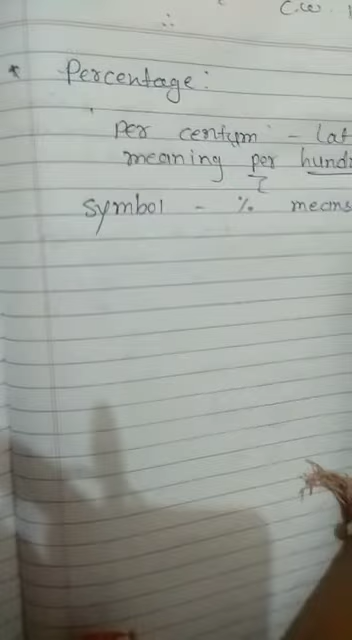 C.W.
∴
* Percentage:
Per centum - Lat
meaning per hund
symbol - % means